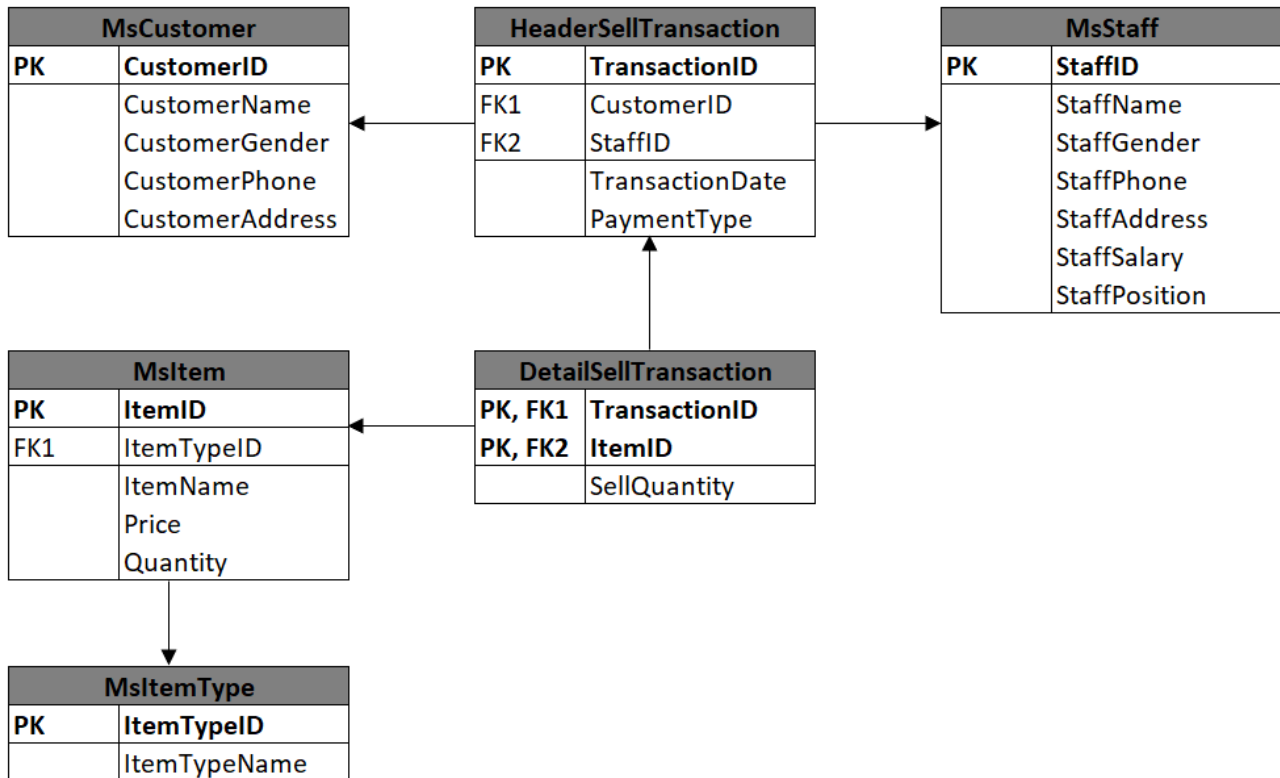 MsCustomer
PK CustomerID
CustomerName
CustomerGender
CustomerPhone
CustomerAddress
HeaderSellTransaction
PK TransactionID
FK1 CustomerID
FK2 StaffID
TransactionDate
PaymentType
MsStaff
PK StaffID
StaffName
StaffGender
StaffPhone
StaffAddress
StaffSalary
StaffPosition
MsItem
PK ItemID
FK1 ItemTypeID
ItemName
Price
Quantity
DetailSellTransaction
PK, FK1 TransactionID
PK, FK2 ItemID
SellQuantity
MsItemType
PK ItemTypeID
ItemTypeName